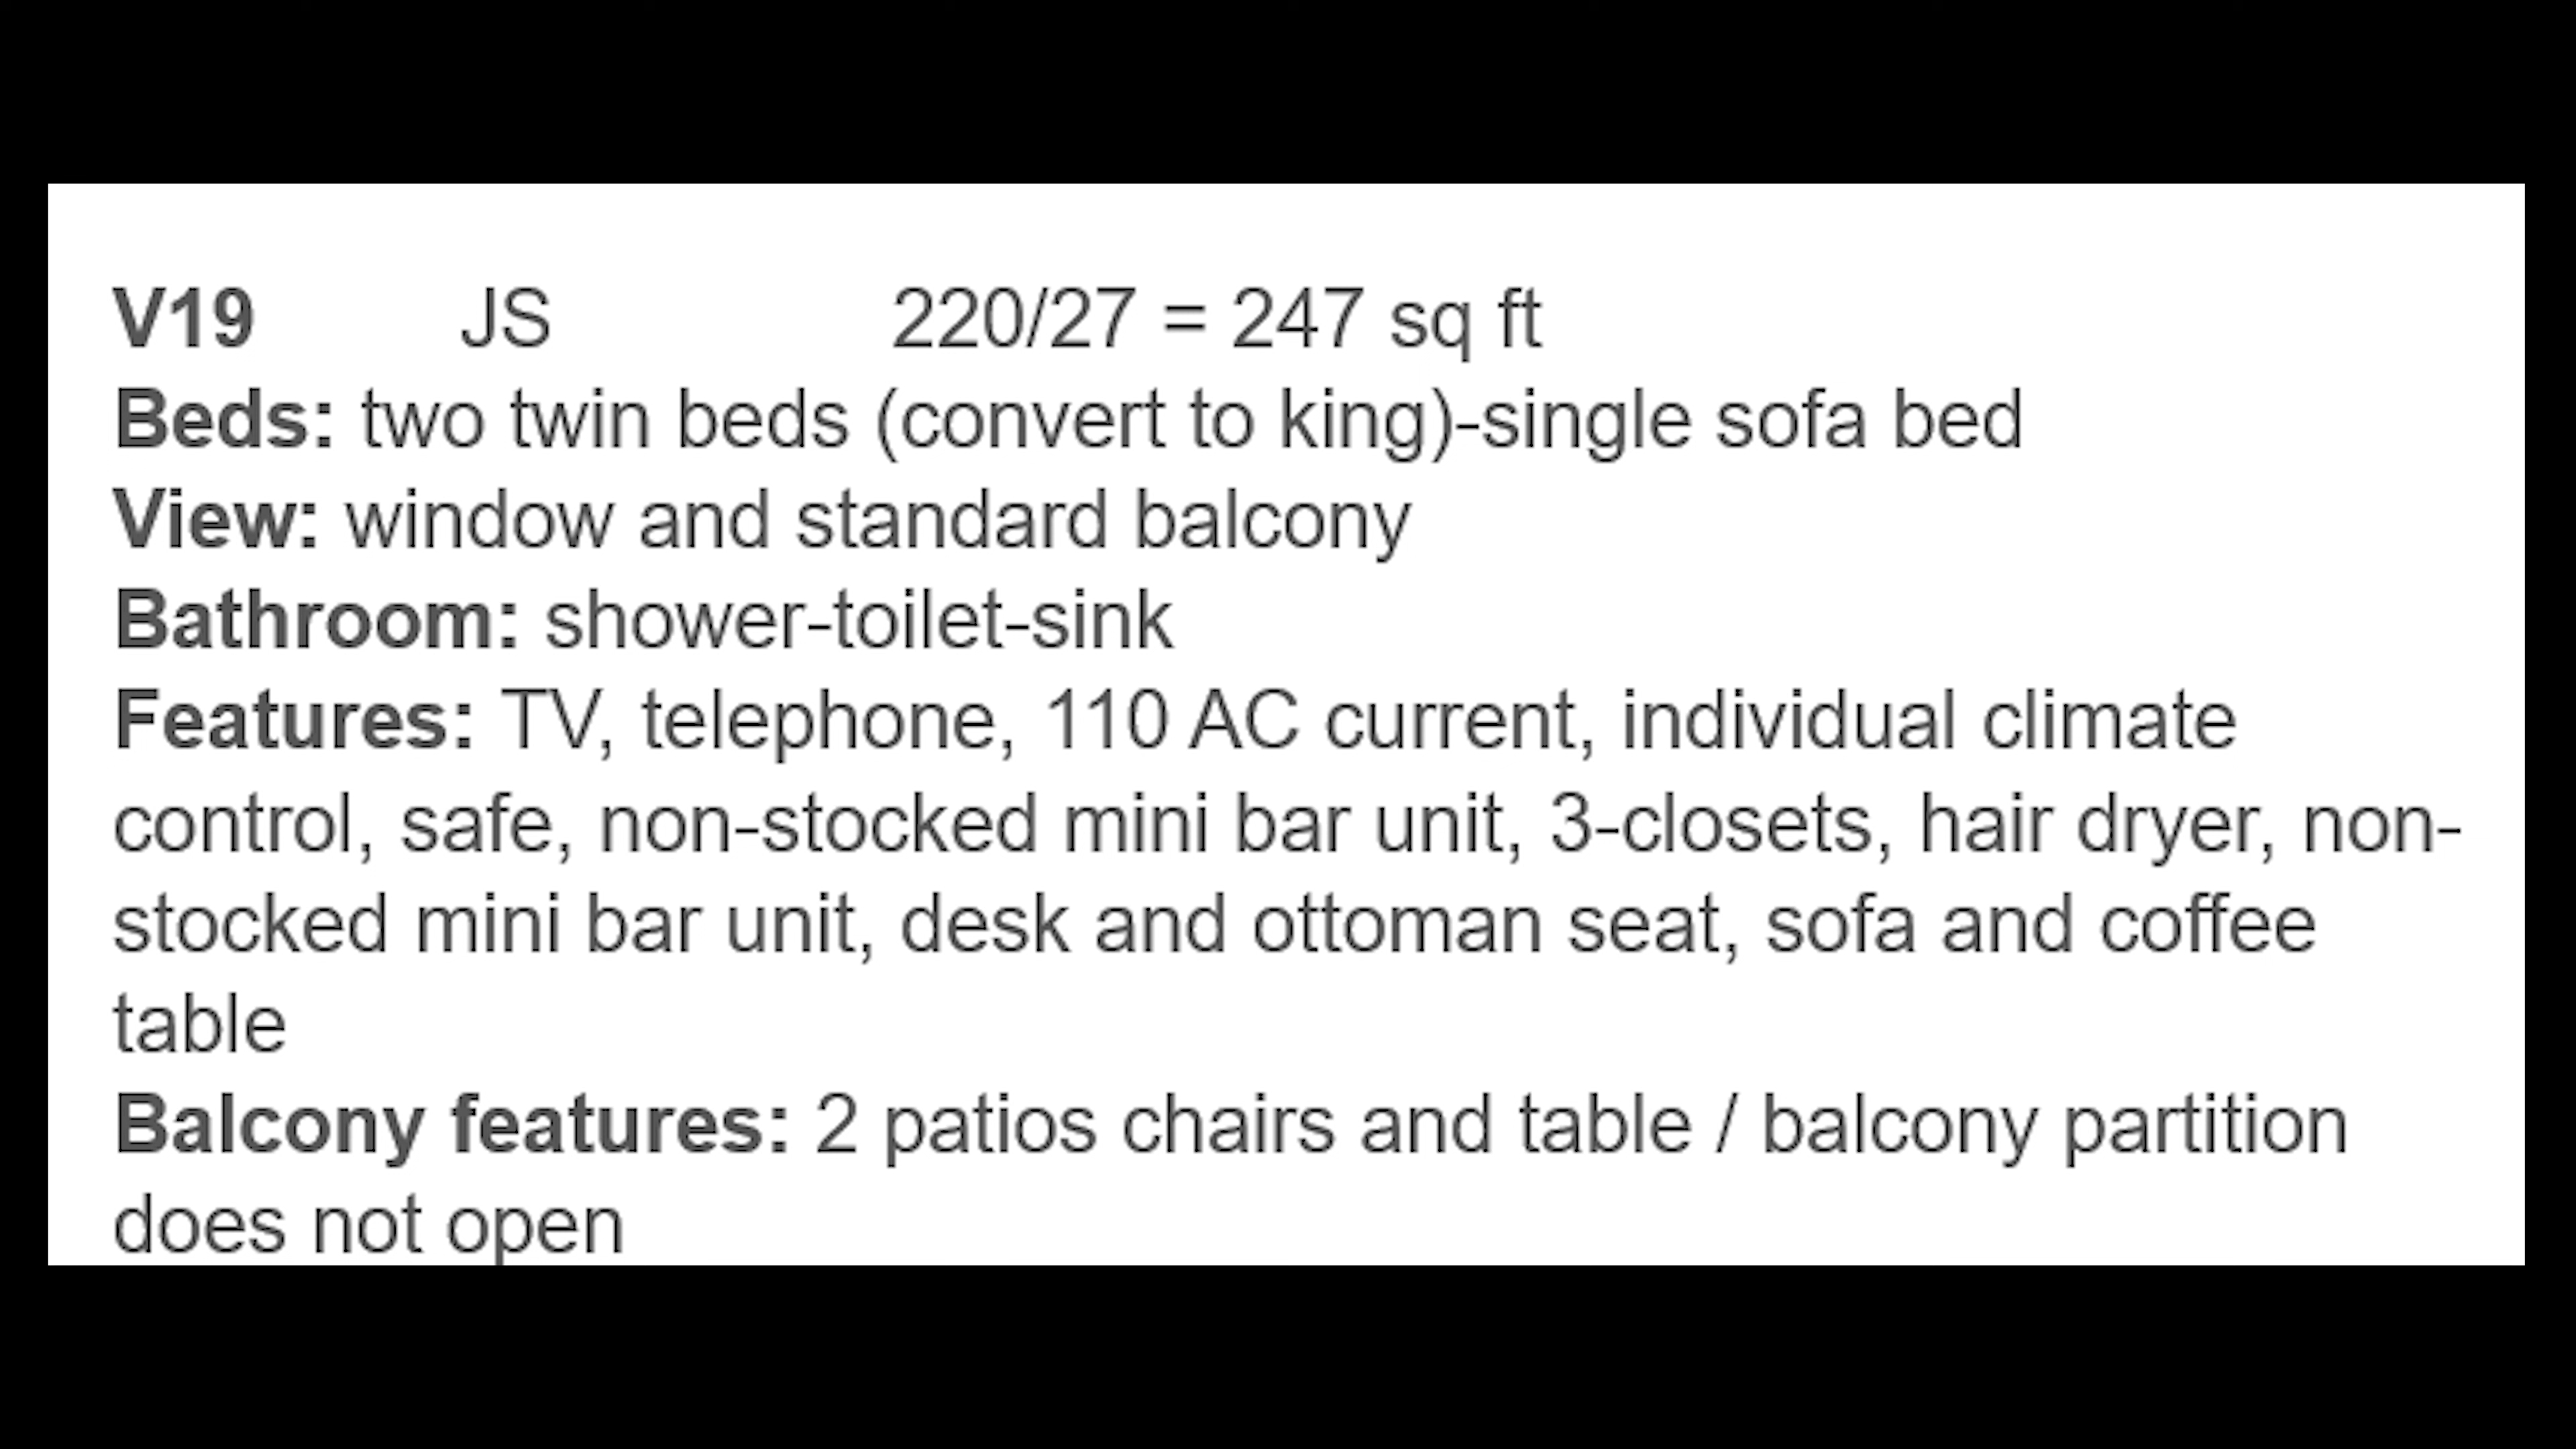 V19 JS 220/27 = 247 sq ft
Beds: two twin beds (convert to king)-single sofa bed
View: window and standard balcony
Bathroom: shower-toilet-sink
Features: TV, telephone, 110 AC current, individual climate
control, safe, non-stocked mini bar unit, 3-closets, hair dryer, non-
stocked mini bar unit, desk and ottoman seat, sofa and coffee
table
Balcony features: 2 patios chairs and table / balcony partition
does not open